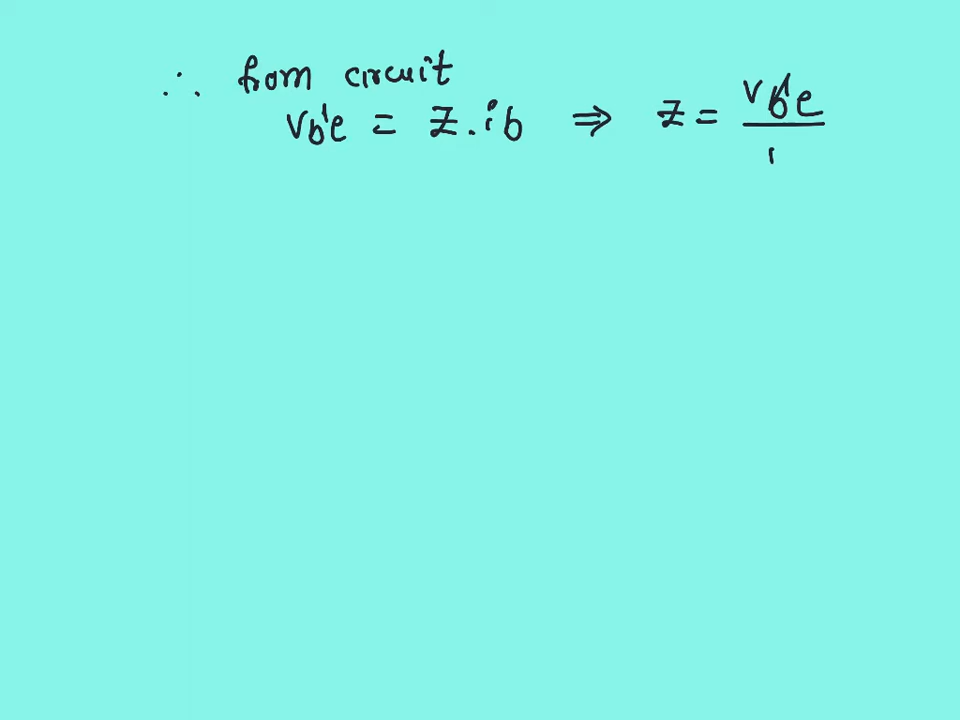 ∴ from circuit
Vb'e = Z.ib ⇒ Z = Vb'e / i